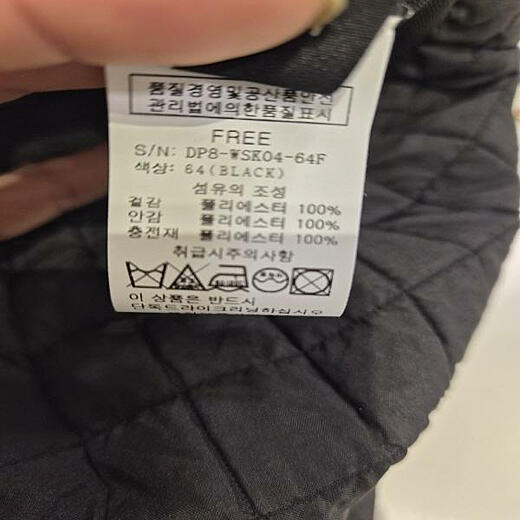 품질경영및공산품안전
관리법에의한품질표시
FREE
S/N: DP8-WSK04-64F
색상: 64(BLACK)
섬유의 조성
겉감 폴리에스터 100%
안감 폴리에스터 100%
충전재 폴리에스터 100%
취급시주의사항
이 상품은 반드시
단독드라이크리닝하십시오